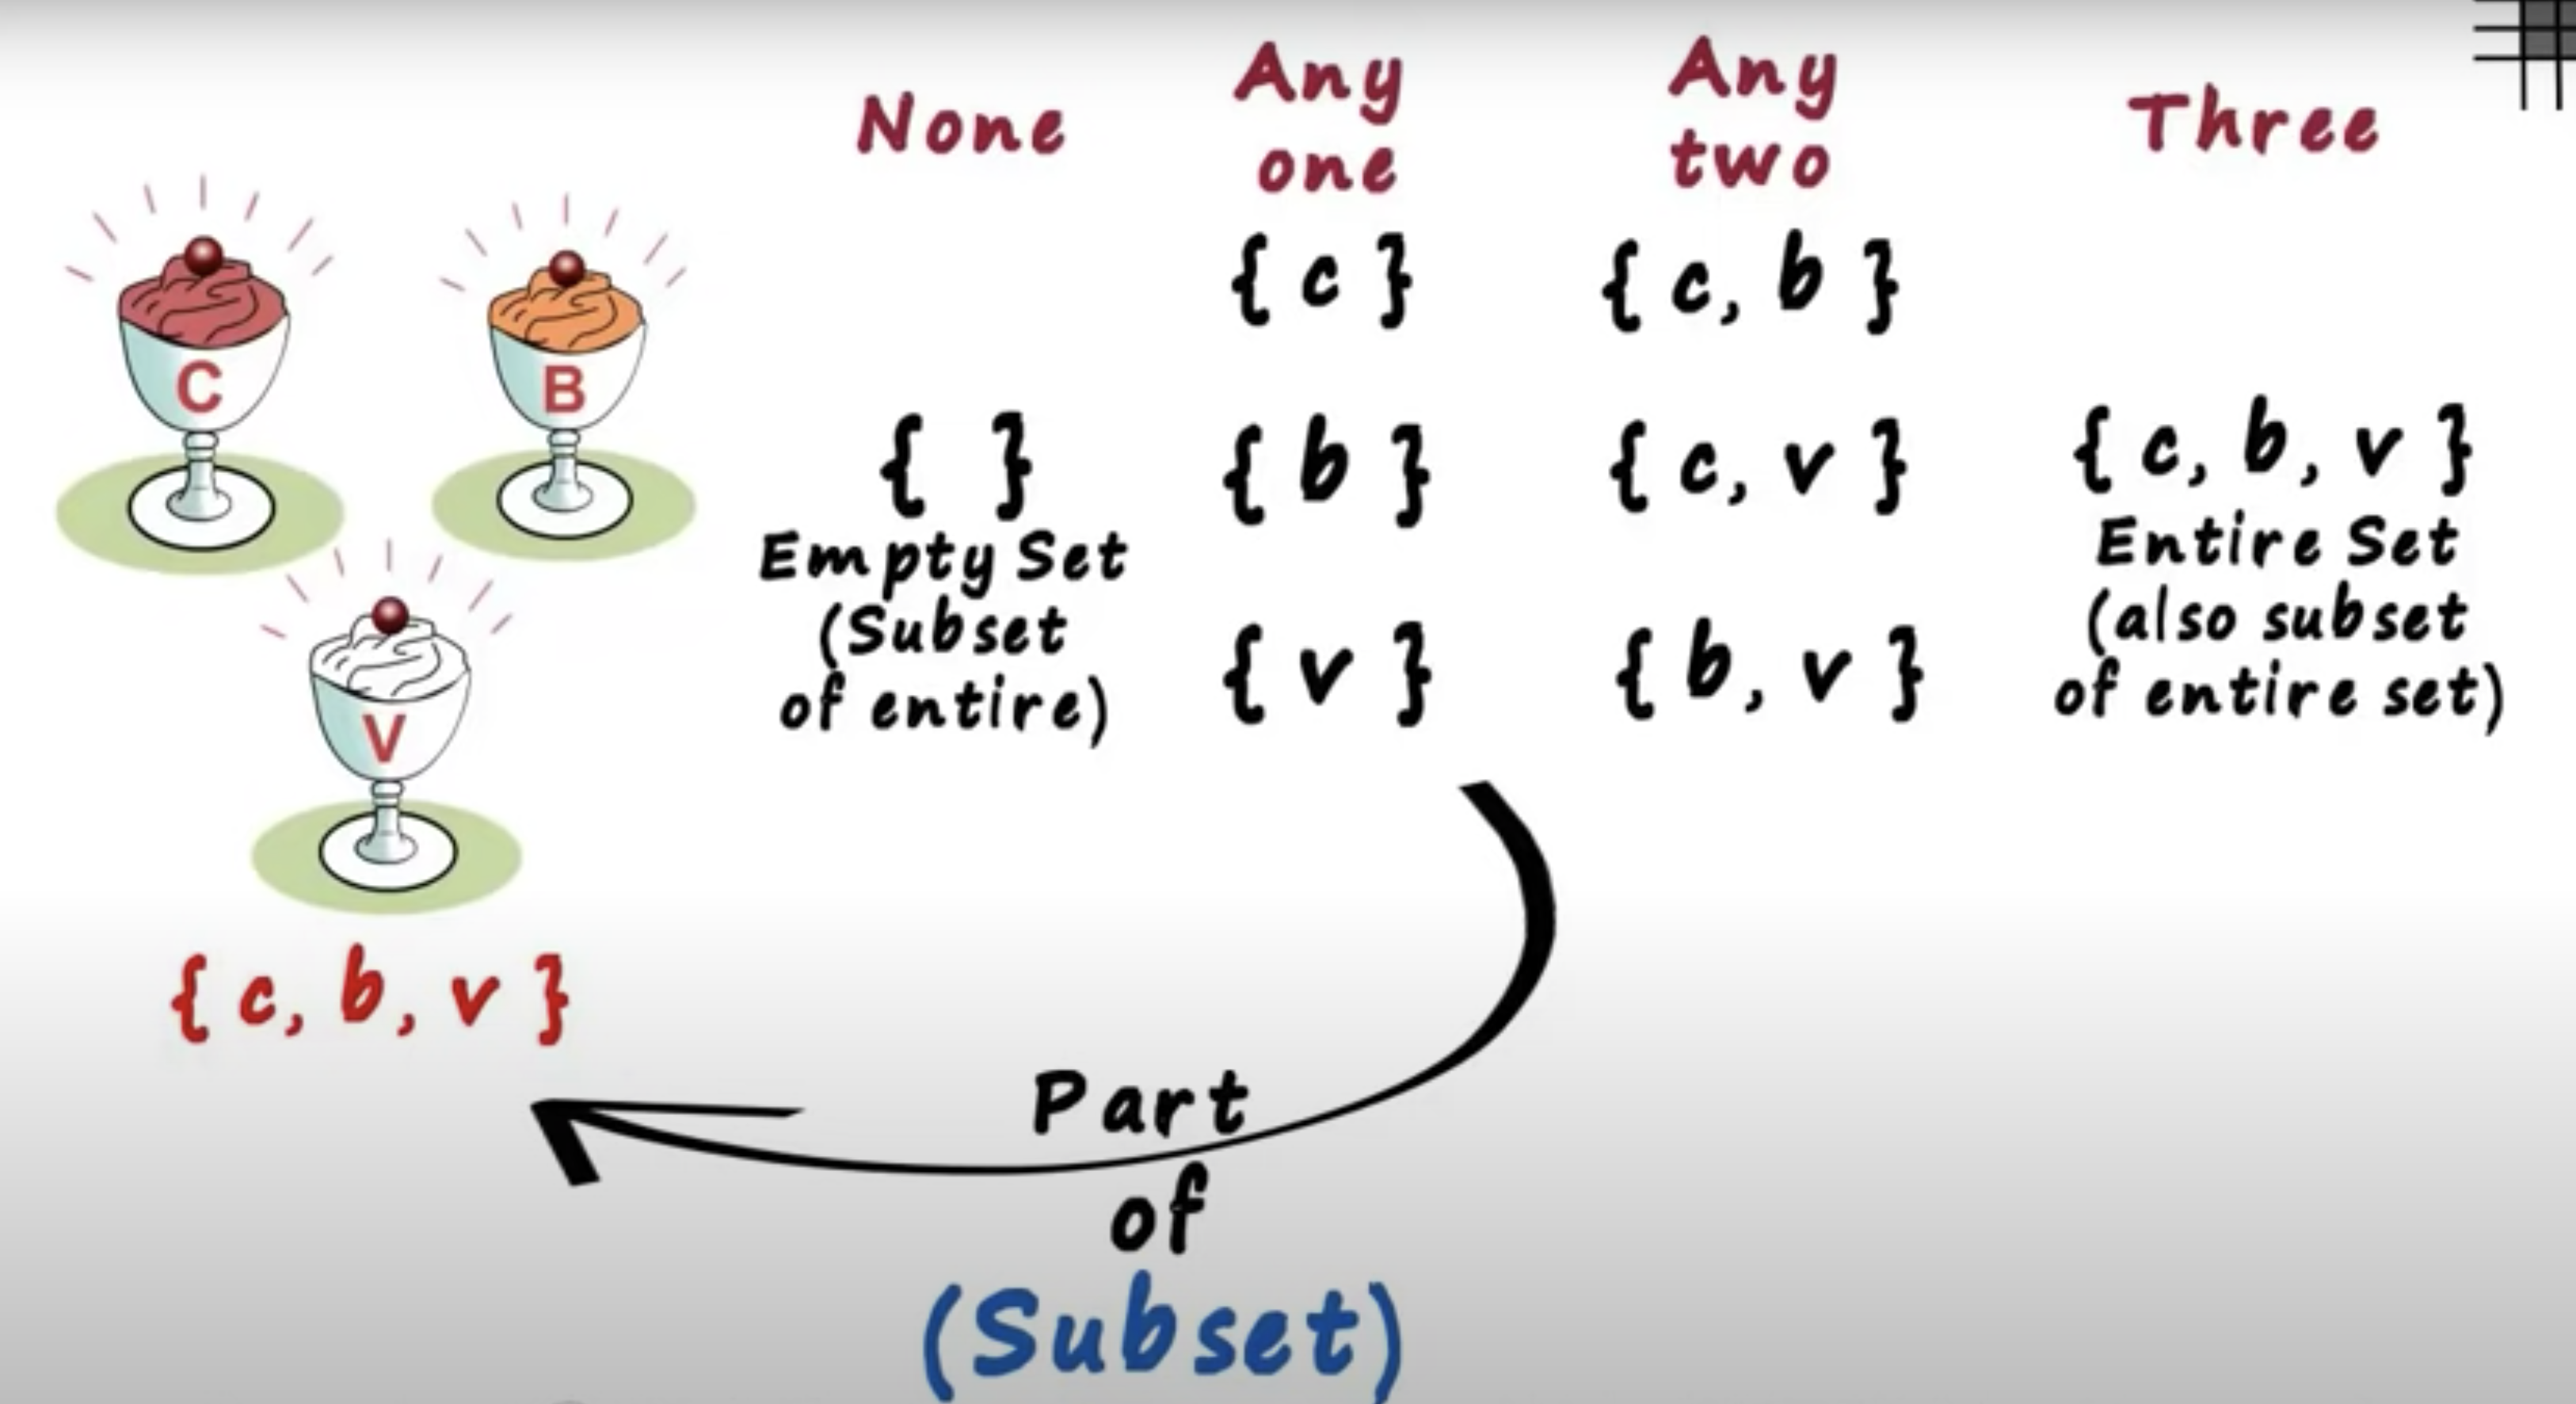 None
Any
one
Any
two
Three
C
B
V
{ c, b, v }
{ }
Empty Set
(Subset
of entire)
{ c }
{ b }
{ v }
{ c, b }
{ c, v }
{ b, v }
{ c, b, v }
Entire Set
(also subset
of entire set)
Part
of
(Subset)